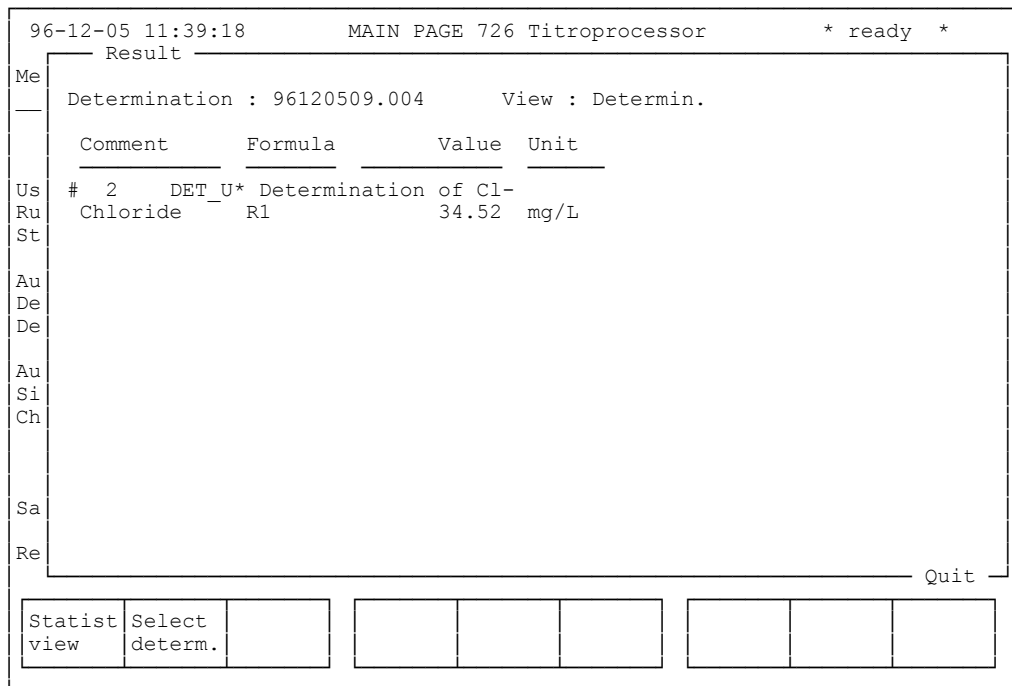 96-12-05 11:39:18 MAIN PAGE 726 Titroprocessor * ready *
Result
Me
Determination : 96120509.004 View : Determin.
Comment Formula Value Unit
Us # 2 DET_U* Determination of Cl-
Ru Chloride R1 34.52 mg/L
St
Au
De
De
Au
Si
Ch
Sa
Re
Quit
Statist Select
view determ.